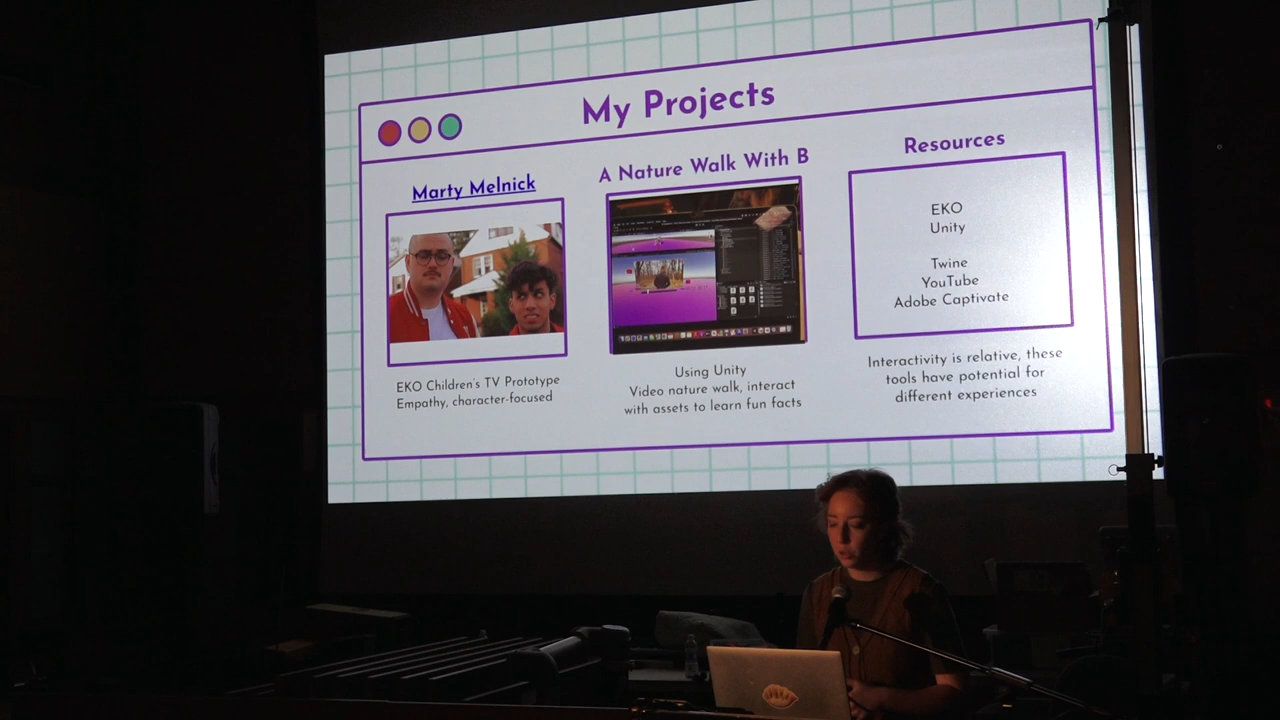 My Projects
Marty Melnick
EKO Children's TV Prototype
Empathy, character-focused
A Nature Walk With B
Using Unity
Video nature walk, interact
with assets to learn fun facts
Resources
EKO
Unity
Twine
YouTube
Adobe Captivate
Interactivity is relative, these
tools have potential for
different experiences